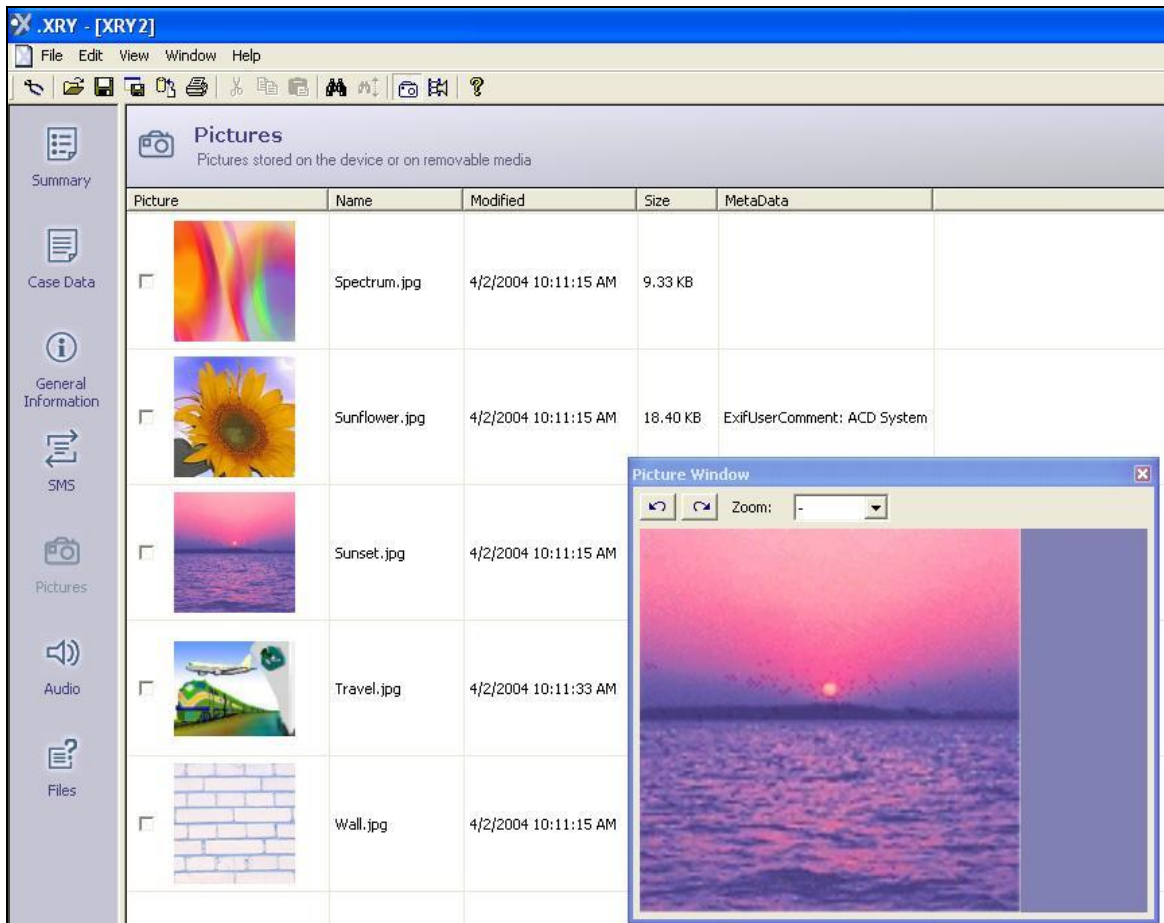 .XRY - [XRY2]
File Edit View Window Help
Pictures
Pictures stored on the device or on removable media
Summary
Case Data
General
Information
SMS
Pictures
Audio
Files
Picture Name Modified Size MetaData
Spectrum.jpg 4/2/2004 10:11:15 AM 9.33 KB
Sunflower.jpg 4/2/2004 10:11:15 AM 18.40 KB ExifUserComment: ACD System
Sunset.jpg 4/2/2004 10:11:15 AM
Travel.jpg 4/2/2004 10:11:33 AM
Wall.jpg 4/2/2004 10:11:15 AM
Picture Window
Zoom: -